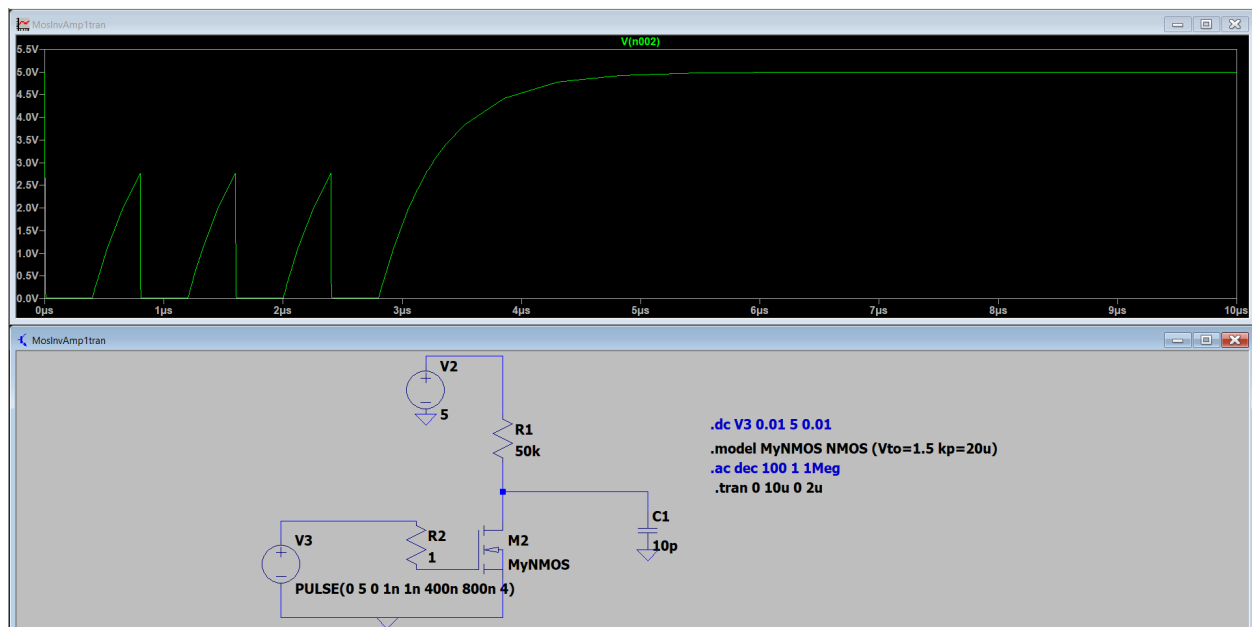 MosInvAmp1tran
V(n002)
5.5V
5.0V
4.5V
4.0V
3.5V
3.0V
2.5V
2.0V
1.5V
1.0V
0.5V
0.0V
0µs 1µs 2µs 3µs 4µs 5µs 6µs 7µs 8µs 9µs 10µs
MosInvAmp1tran
V2
5
R1
50k
.dc V3 0.01 5 0.01
.model MyNMOS NMOS (Vto=1.5 kp=20u)
.ac dec 100 1 1Meg
.tran 0 10u 0 2u
C1
10p
V3
R2
1
M2
MyNMOS
PULSE(0 5 0 1n 1n 400n 800n 4)